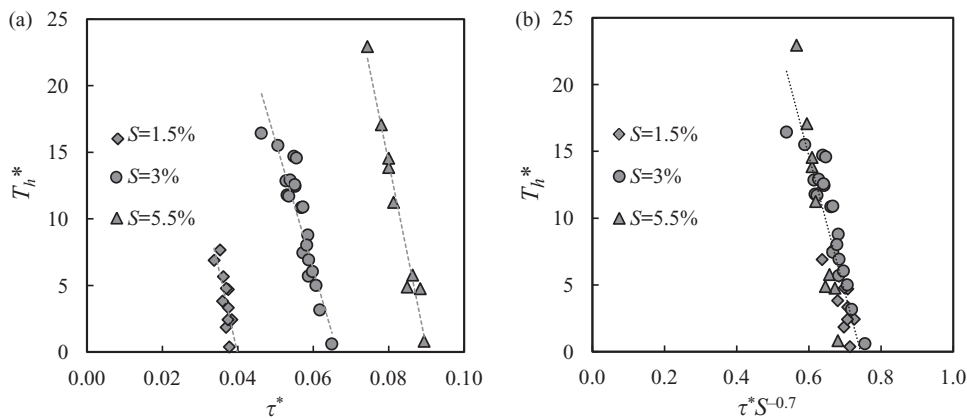 (a)
25
20
15
10
5
0
T_h*
S=1.5%
S=3%
S=5.5%
0 0.02 0.04 0.06 0.08 0.10
τ*
(b)
25
20
15
10
5
0
T_h*
S=1.5%
S=3%
S=5.5%
0.0 0.2 0.4 0.6 0.8 1.0
τ*S^–0.7